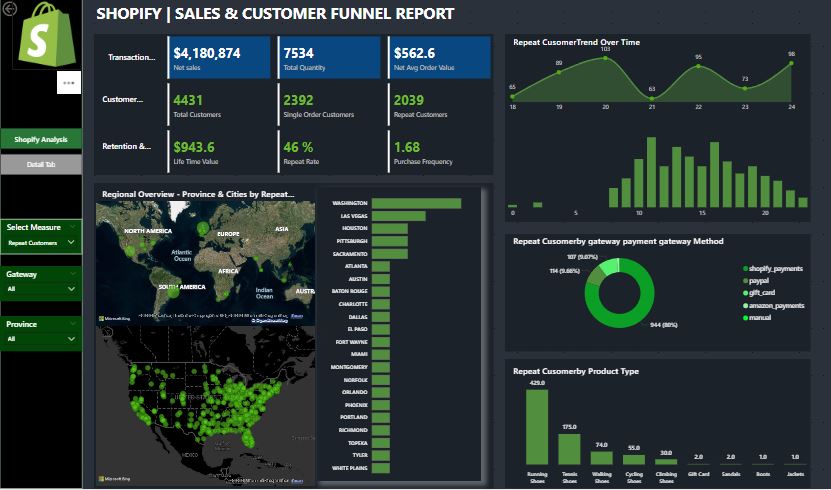 SHOPIFY | SALES & CUSTOMER FUNNEL REPORT
S
Shopify Analysis
Detail Tab
Select Measure
Repeat Customers
Gateway
All
Province
All
Transaction...
$4,180,874
Net sales
7534
Total Quantity
$562.6
Net Avg Order Value
Customer...
4431
Total Customers
2392
Single Order Customers
2039
Repeat Customers
Retention &...
$943.6
Life Time Value
46 %
Repeat Rate
1.68
Purchase Frequency
Regional Overview - Province & Cities by Repeat...
NORTH AMERICA
EUROPE
ASIA
Atlantic
Ocean
AFRICA
SOUTH AMERICA
Indian
Ocean
AUSTRA
Microsoft Bing
© OpenStreetMap
UNITED STATES
MEXICO
Microsoft Bing
WASHINGTON
LAS VEGAS
HOUSTON
PITTSBURGH
SACRAMENTO
ATLANTA
AUSTIN
BATON ROUGE
CHARLOTTE
DALLAS
EL PASO
FORT WAYNE
MIAMI
MONTGOMERY
NORFOLK
ORLANDO
PHOENIX
PORTLAND
RICHMOND
TOPEKA
TYLER
WHITE PLAINS
Repeat CusomerTrend Over Time
65 89 103 63 95 73 98
18 19 20 21 22 23 24
0 5 10 15 20
Repeat Cusomerby gateway payment gateway Method
107 (9.07%)
114 (9.66%)
944 (80%)
shopify_payments
paypal
gift_card
amazon_payments
manual
Repeat Cusomerby Product Type
429.0 175.0 74.0 55.0 30.0 2.0 2.0 1.0 1.0
Running Shoes
Tennis Shoes
Walking Shoes
Cycling Shoes
Climbing Shoes
Gift Card
Sandals
Boots
Jackets